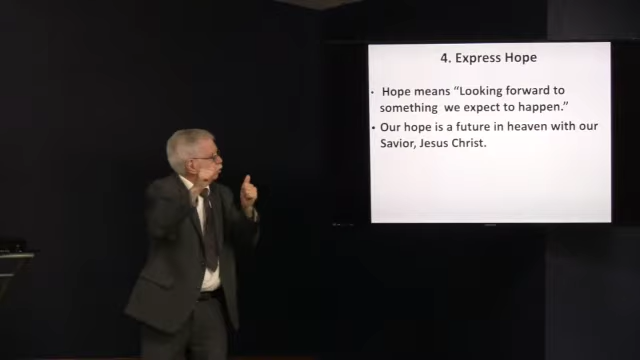 4. Express Hope
• Hope means “Looking forward to
something we expect to happen.”
• Our hope is a future in heaven with our
Savior, Jesus Christ.